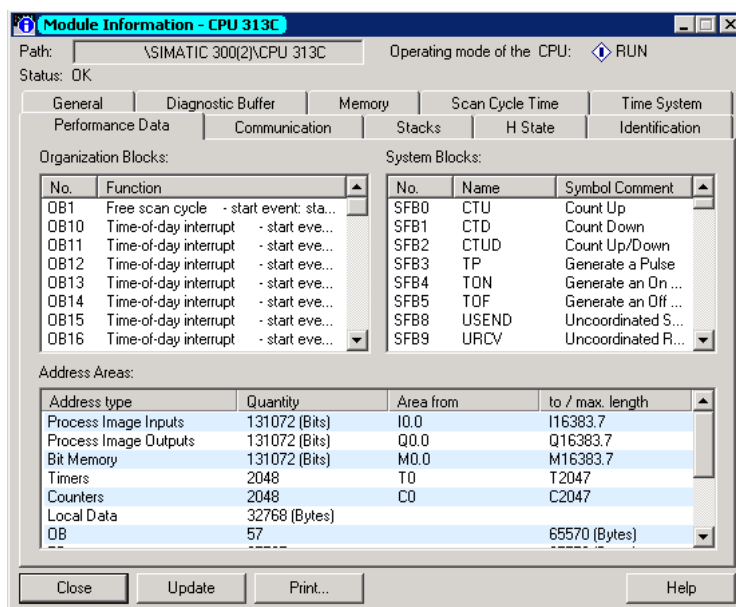 Module Information - CPU 313C
Path: \SIMATIC 300(2)\CPU 313C Operating mode of the CPU: RUN
Status: OK
General Diagnostic Buffer Memory Scan Cycle Time Time System
Performance Data Communication Stacks H State Identification
Organization Blocks: System Blocks:
No. Function No. Name Symbol Comment
OB1 Free scan cycle - start event: sta... SFB0 CTU Count Up
OB10 Time-of-day interrupt - start eve... SFB1 CTD Count Down
OB11 Time-of-day interrupt - start eve... SFB2 CTUD Count Up/Down
OB12 Time-of-day interrupt - start eve... SFB3 TP Generate a Pulse
OB13 Time-of-day interrupt - start eve... SFB4 TON Generate an On ...
OB14 Time-of-day interrupt - start eve... SFB5 TOF Generate an Off ...
OB15 Time-of-day interrupt - start eve... SFB8 USEND Uncoordinated S...
OB16 Time-of-day interrupt - start eve... SFB9 URCV Uncoordinated R...
Address Areas:
Address type Quantity Area from to / max. length
Process Image Inputs 131072 (Bits) I0.0 I16383.7
Process Image Outputs 131072 (Bits) Q0.0 Q16383.7
Bit Memory 131072 (Bits) M0.0 M16383.7
Timers 2048 T0 T2047
Counters 2048 C0 C2047
Local Data 32768 (Bytes)
OB 57 65570 (Bytes)
Close Update Print... Help